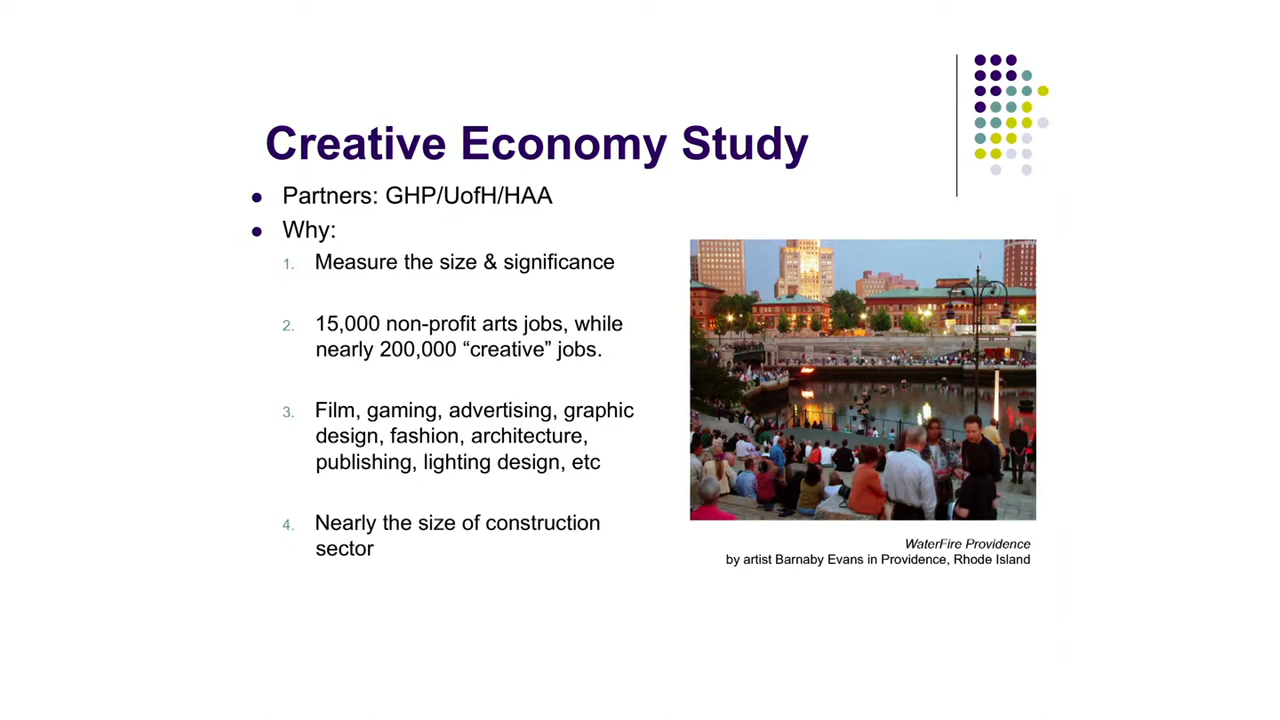 Creative Economy Study
● Partners: GHP/UofH/HAA
● Why:
1. Measure the size & significance
2. 15,000 non-profit arts jobs, while
nearly 200,000 “creative” jobs.
3. Film, gaming, advertising, graphic
design, fashion, architecture,
publishing, lighting design, etc
4. Nearly the size of construction
sector
WaterFire Providence
by artist Barnaby Evans in Providence, Rhode Island